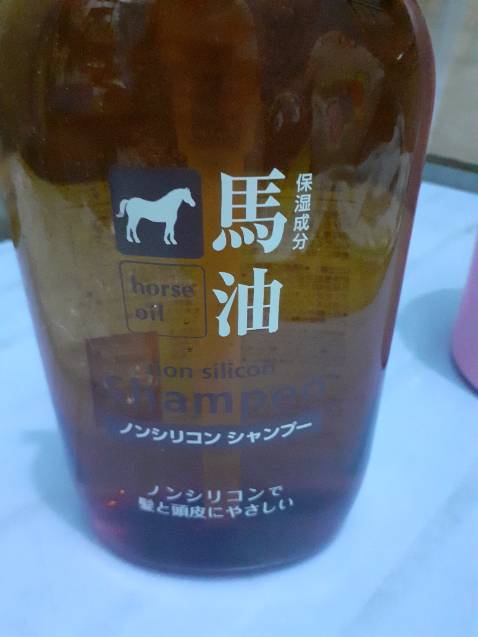 保湿成分
馬油
horse
oil
non silicon
Shampoo
ノンシリコン シャンプー
ノンシリコンで
髪と頭皮にやさしい